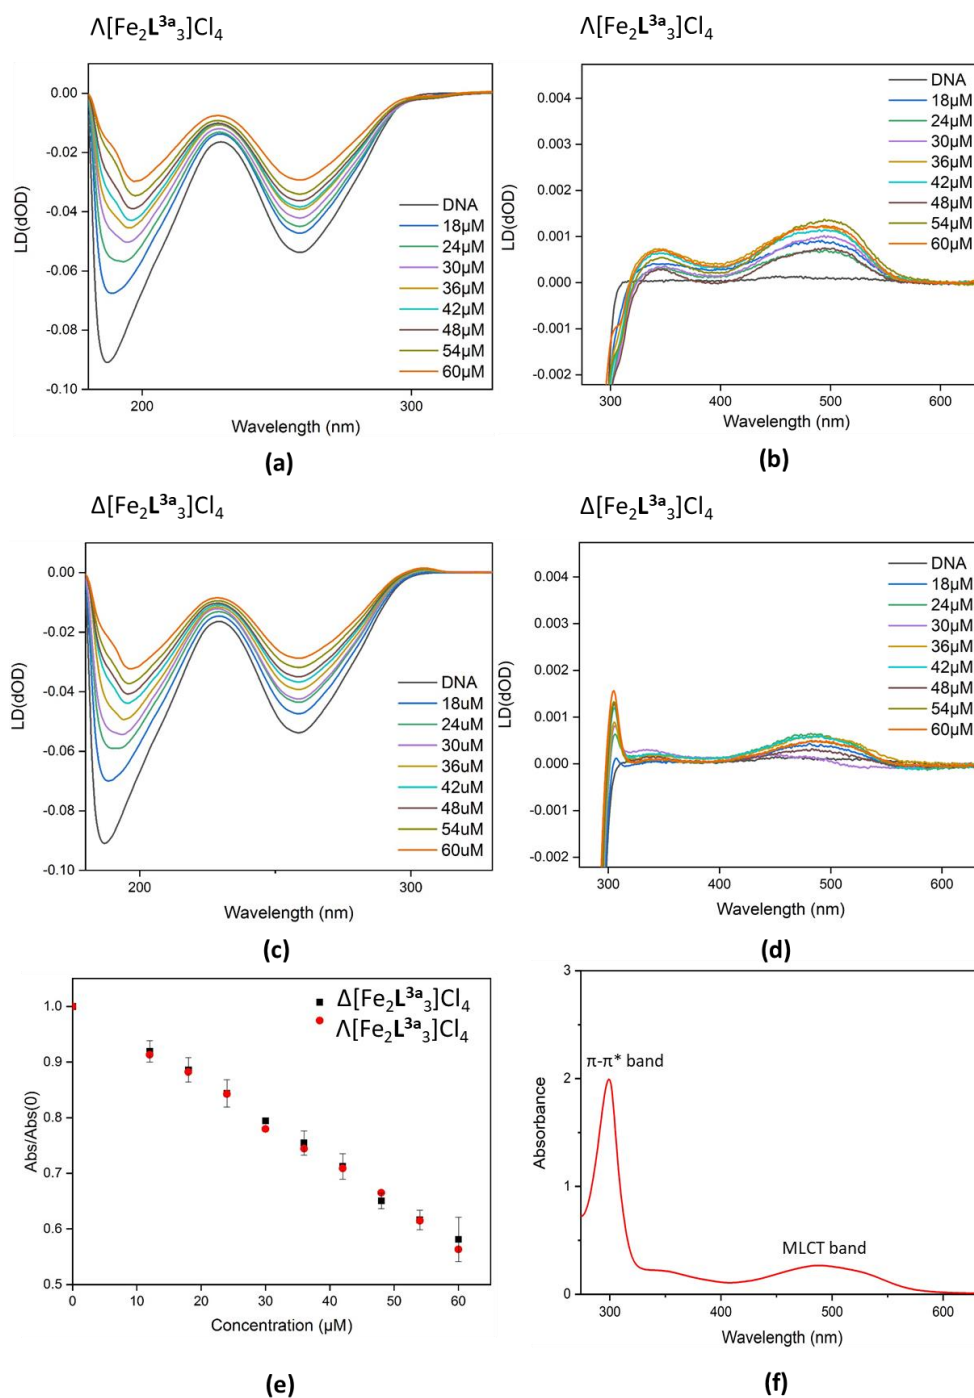 Λ[Fe₂L³ᵃ₃]Cl₄
0.00
-0.02
-0.04
-0.06
-0.08
-0.10
LD(dOD)
DNA
18µM
24µM
30µM
36µM
42µM
48µM
54µM
60µM
200
300
Wavelength (nm)
(a)
Λ[Fe₂L³ᵃ₃]Cl₄
0.004
0.003
0.002
0.001
0.000
-0.001
-0.002
LD(dOD)
DNA
18µM
24µM
30µM
36µM
42µM
48µM
54µM
60µM
300
400
500
600
Wavelength (nm)
(b)
Δ[Fe₂L³ᵃ₃]Cl₄
0.00
-0.02
-0.04
-0.06
-0.08
-0.10
LD(dOD)
DNA
18uM
24uM
30uM
36uM
42uM
48uM
54uM
60uM
200
300
Wavelength (nm)
(c)
Δ[Fe₂L³ᵃ₃]Cl₄
0.004
0.003
0.002
0.001
0.000
-0.001
-0.002
LD(dOD)
DNA
18µM
24µM
30µM
36µM
42µM
48µM
54µM
60µM
300
400
500
600
Wavelength (nm)
(d)
1.0
0.9
0.8
0.7
0.6
0.5
Abs/Abs(0)
Δ[Fe₂L³ᵃ₃]Cl₄
Λ[Fe₂L³ᵃ₃]Cl₄
0
10
20
30
40
50
60
Concentration (µM)
(e)
3
2
1
0
Absorbance
π-π* band
MLCT band
300
400
500
600
Wavelength (nm)
(f)